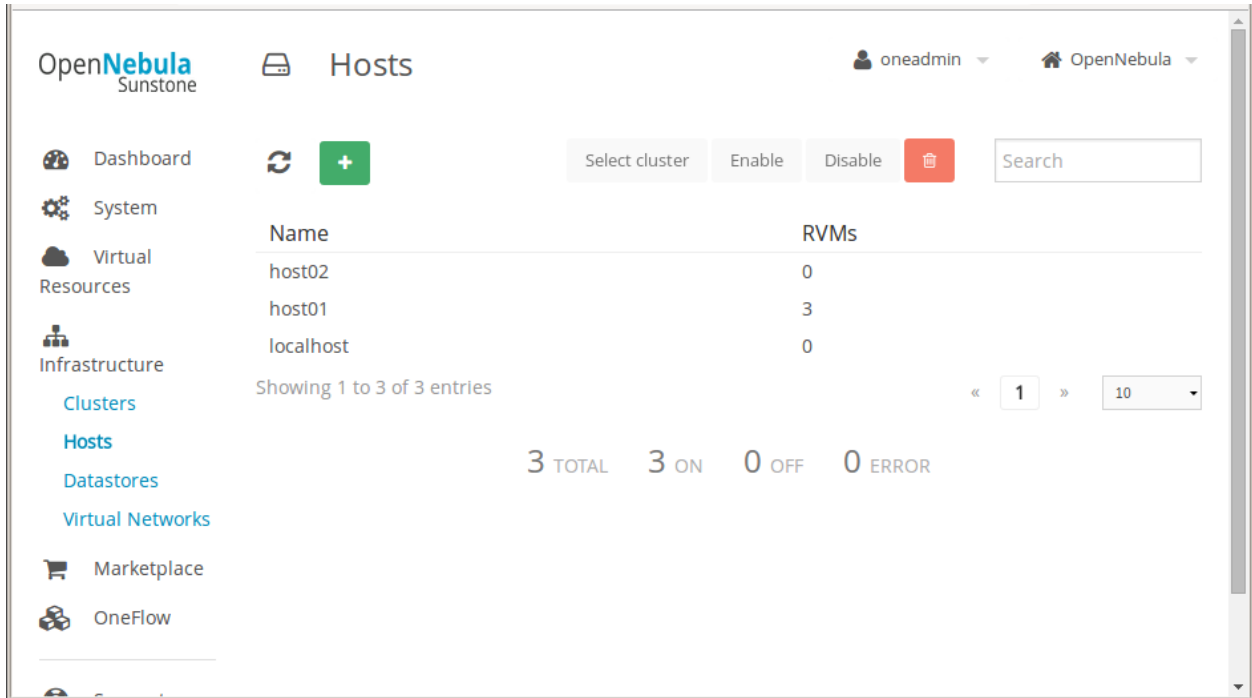 OpenNebula
Sunstone
Hosts
oneadmin
OpenNebula
Dashboard
System
Virtual
Resources
Infrastructure
Clusters
Hosts
Datastores
Virtual Networks
Marketplace
OneFlow
Select cluster
Enable
Disable
Search
Name RVMs
host02 0
host01 3
localhost 0
Showing 1 to 3 of 3 entries
« 1 » 10
3 TOTAL 3 ON 0 OFF 0 ERROR